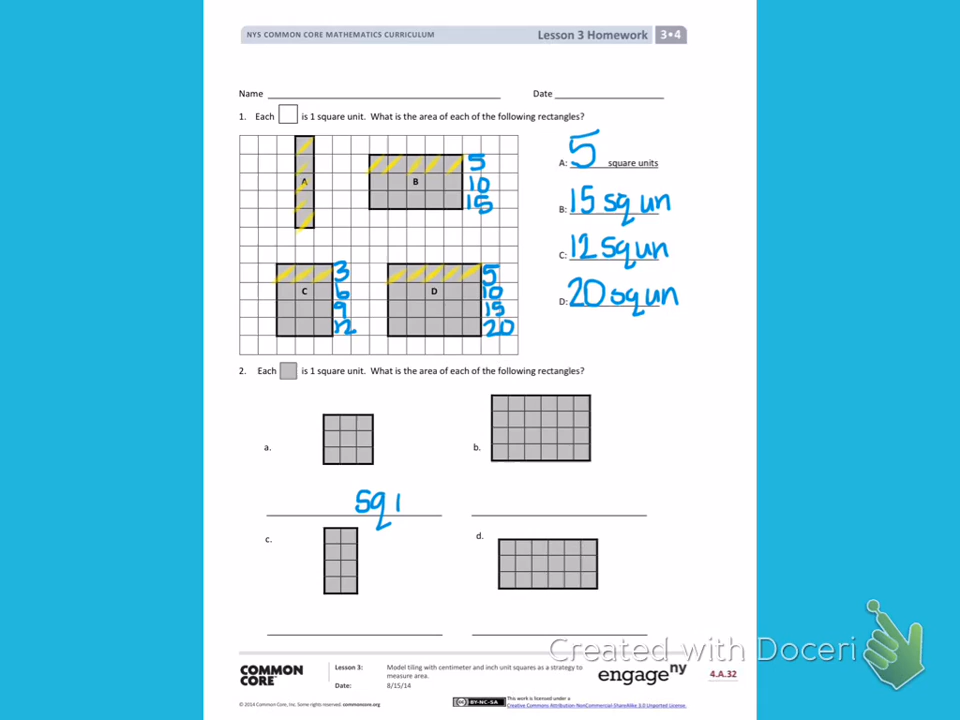 NYS COMMON CORE MATHEMATICS CURRICULUM Lesson 3 Homework 3•4
Name Date
1. Each is 1 square unit. What is the area of each of the following rectangles?
A
B
5
10
15
A: 5 square units
B: 15 sq un
C: 12 sq un
D: 20 sq un
C
3
6
9
12
D
5
10
15
20
2. Each is 1 square unit. What is the area of each of the following rectangles?
a.
b.
sq
c.
d.
Created with Doceri
COMMON CORE™
Lesson 3: Model tiling with centimeter and inch unit squares as a strategy to
measure area.
Date: 8/15/14
engageny
4.A.32
© 2014 Common Core, Inc. Some rights reserved. commoncore.org
CC BY-NC-SA
This work is licensed under a
Creative Commons Attribution-NonCommercial-ShareAlike 3.0 Unported License.